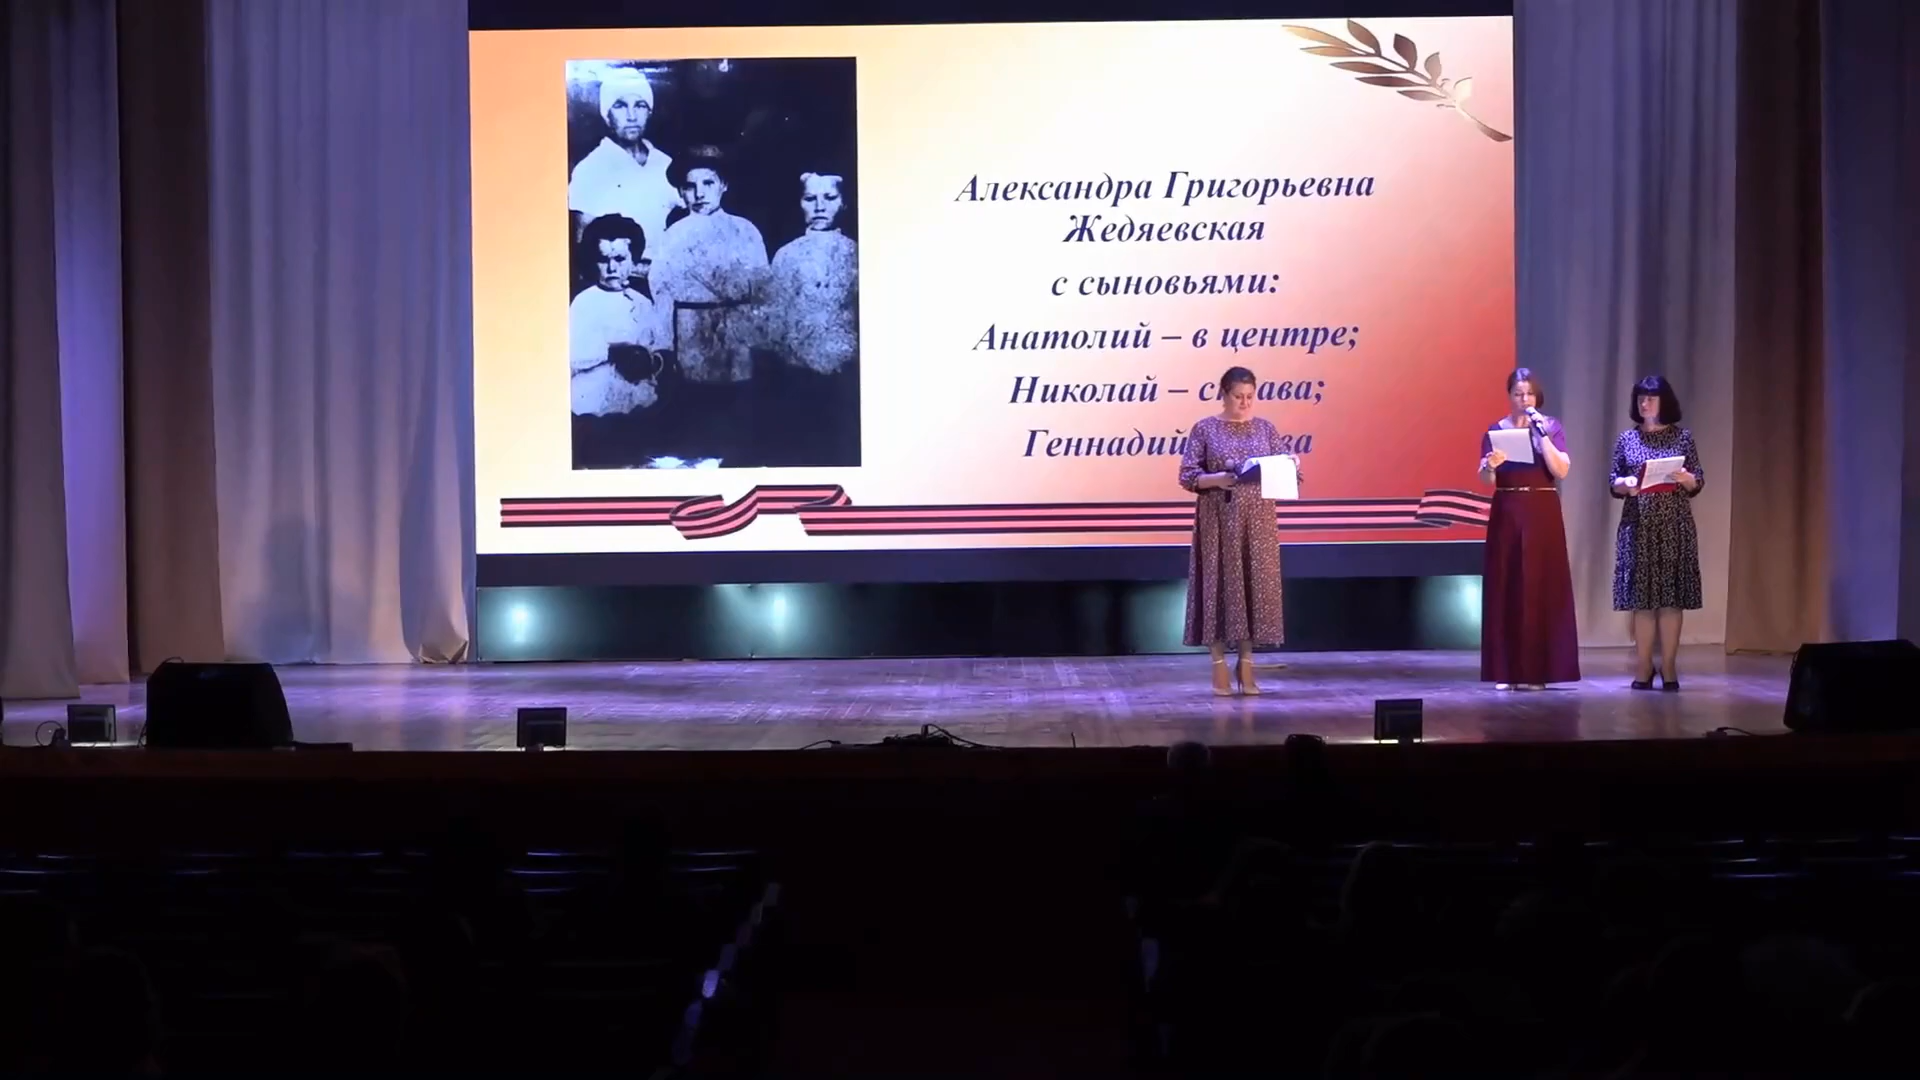 Александра Григорьевна
Жедяевская
с сыновьями:
Анатолий – в центре;
Николай –
Геннадий